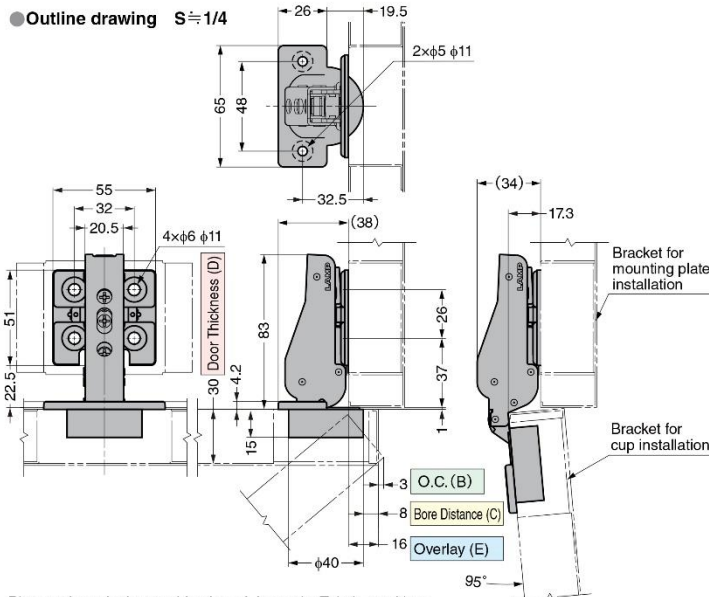 ●Outline drawing S≒1/4
26
19.5
2×φ5 φ11
65
48
32.5
55
32
20.5
4×φ6 φ11
(38)
(34)
17.3
Bracket for
mounting plate
installation
51
22.5
Door Thickness (D)
30
4.2
83
LAMP
26
37
1
15
Bracket for
cup installation
3
O.C. (B)
8
Bore Distance (C)
16
Overlay (E)
φ40
95°